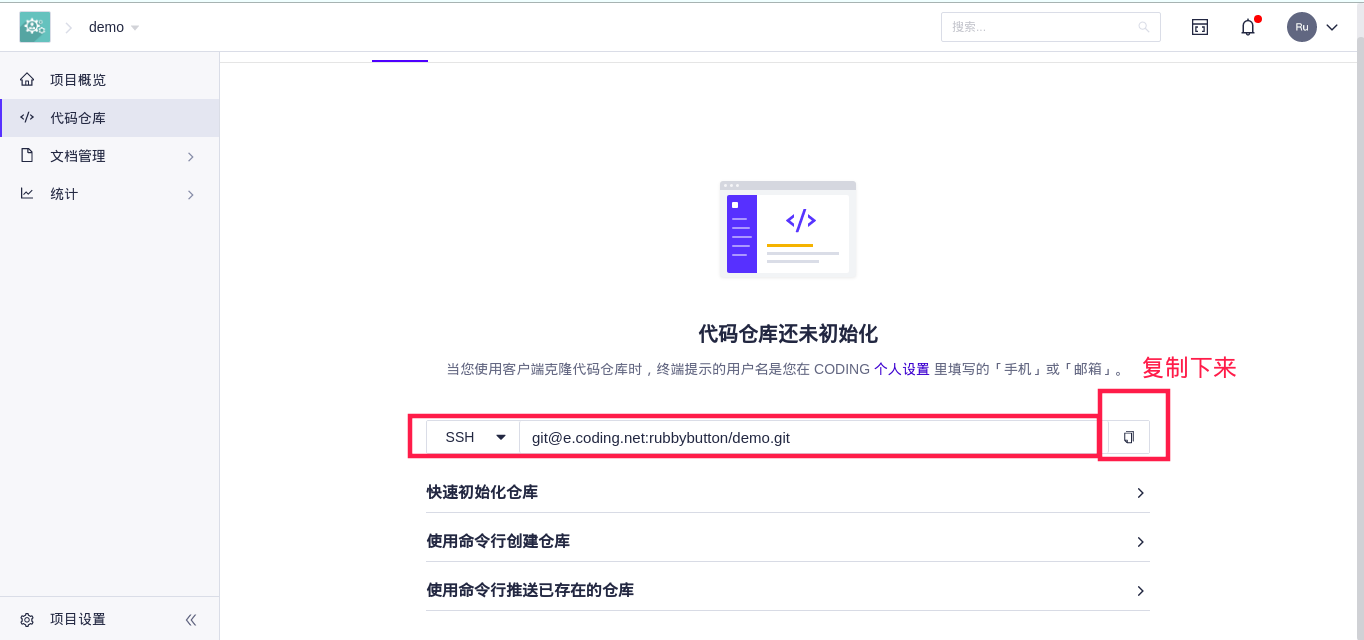 demo
搜索...
Ru
项目概览
代码仓库
文档管理
统计
代码仓库还未初始化
当您使用客户端克隆代码仓库时，终端提示的用户名是您在 CODING 个人设置 里填写的「手机」或「邮箱」。
复制下来
SSH git@e.coding.net:rubbybutton/demo.git
快速初始化仓库
使用命令行创建仓库
使用命令行推送已存在的仓库
项目设置